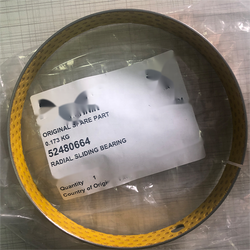 ORIGINAL SPARE PART
0.173 KG
52480664
RADIAL SLIDING BEARING
Quantity 1
Country of Origin